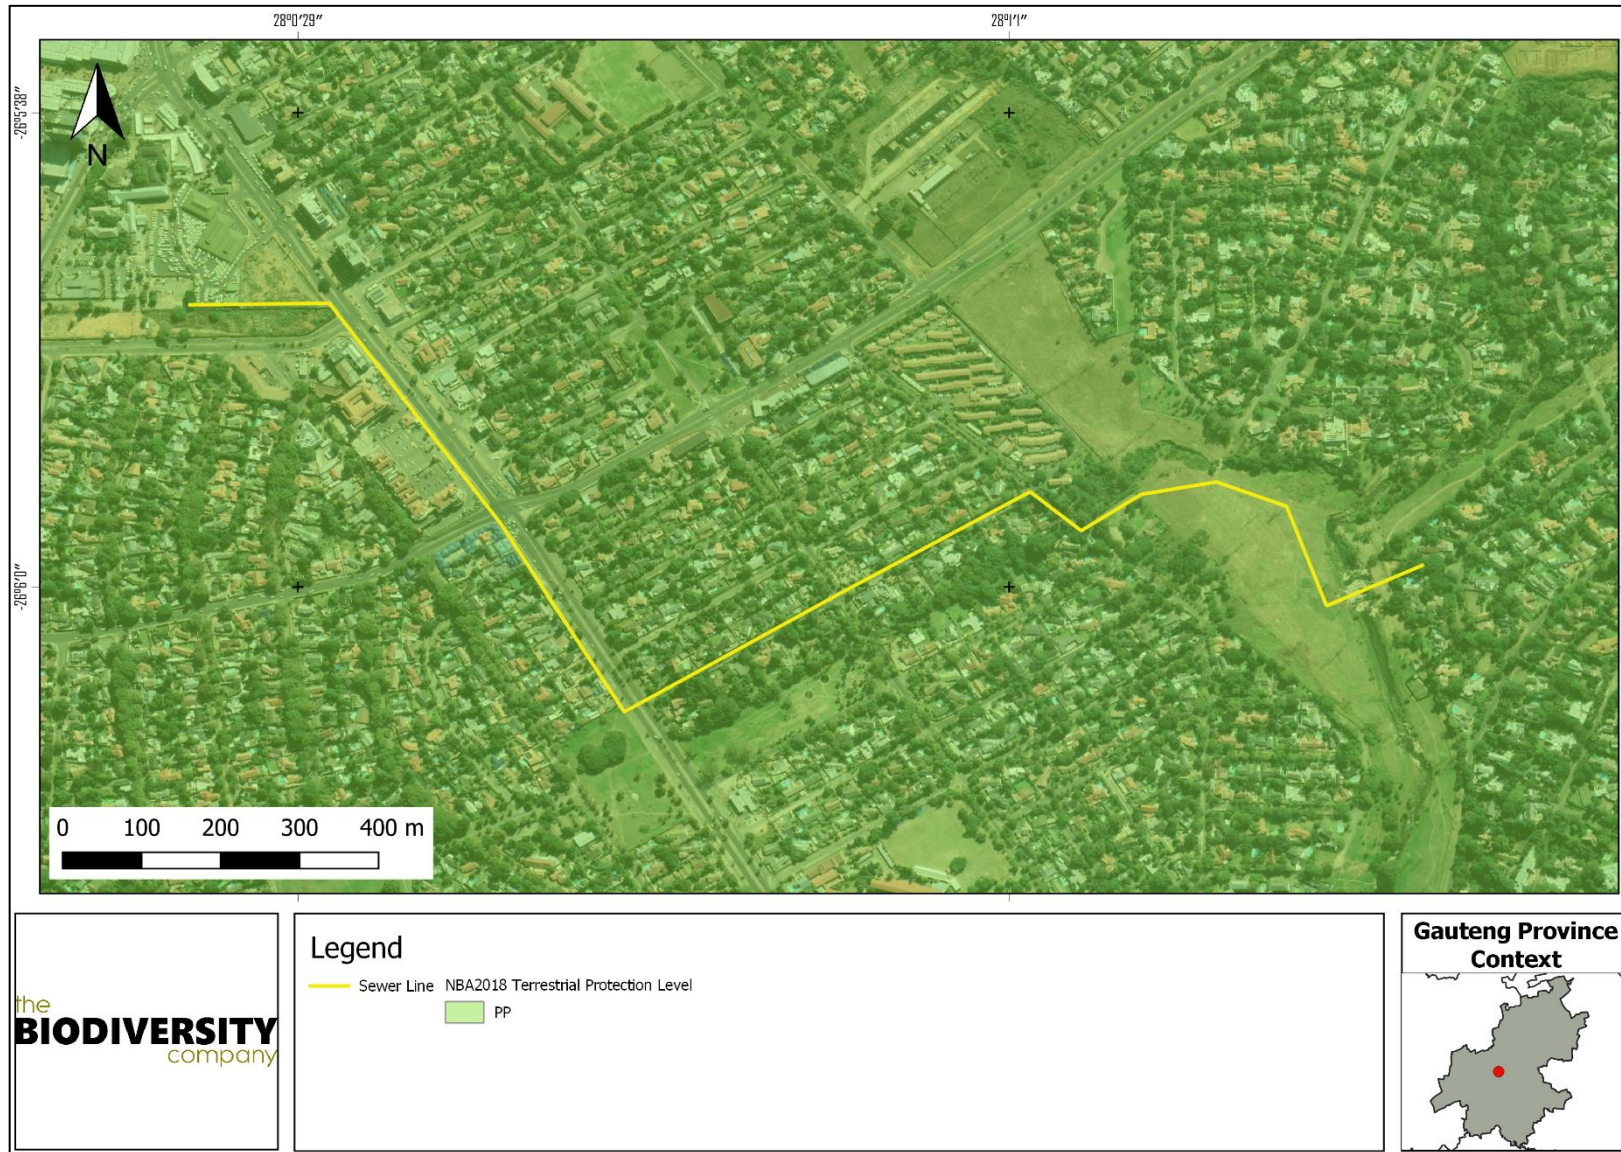 28°0'29" 28°1'1"
-26°5'38"
N
-26°6'0"
0 100 200 300 400 m
the
BIODIVERSITY
company
Legend
Sewer Line NBA2018 Terrestrial Protection Level
PP
Gauteng Province
Context